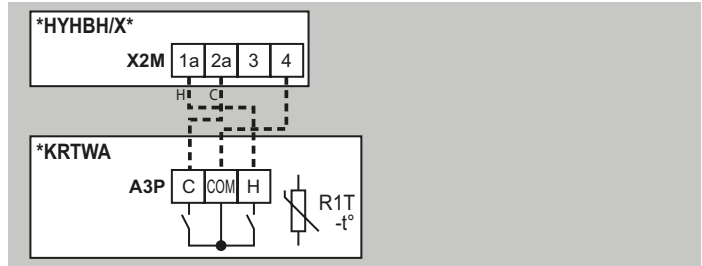 *HYHBH/X*
X2M 1a 2a 3 4
H C
*KRTWA
A3P C COM H
R1T
-t°